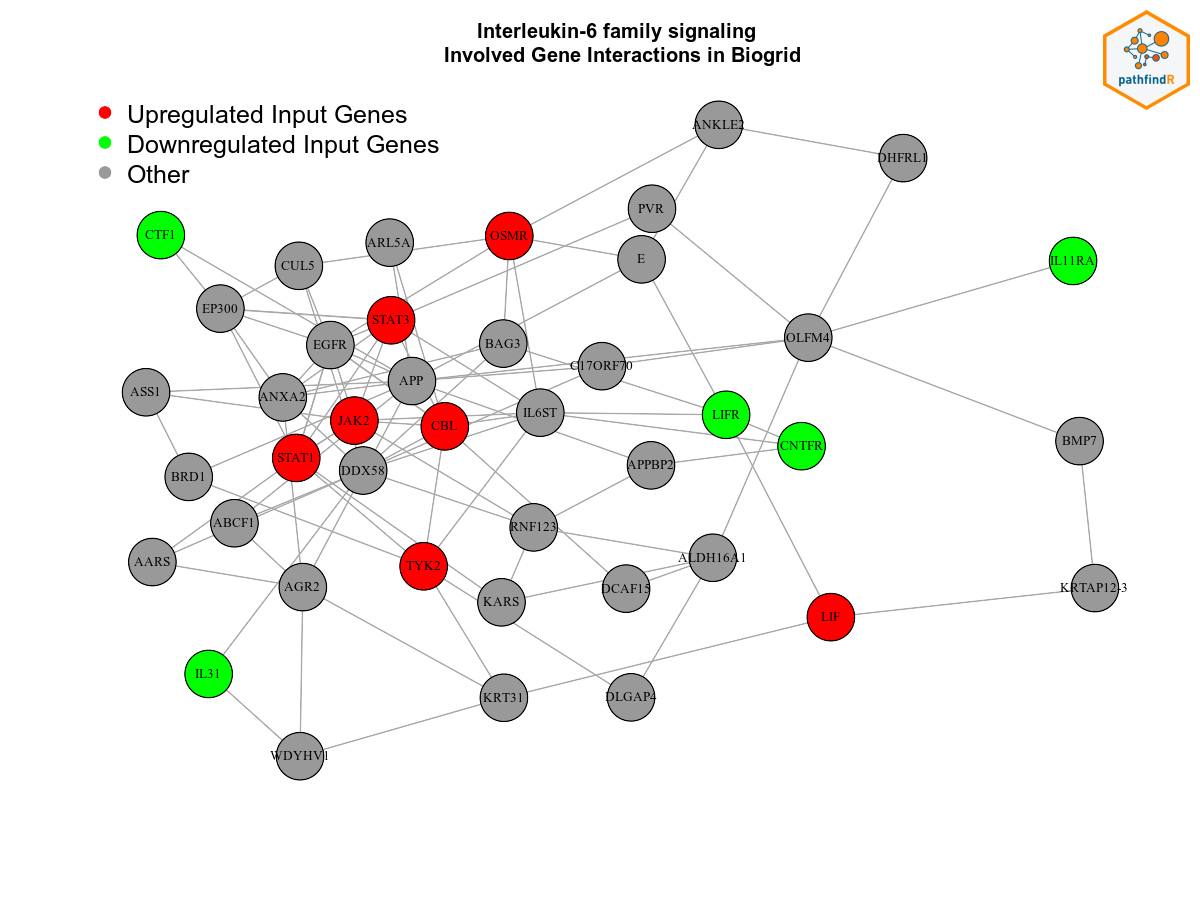 Interleukin-6 family signaling
Involved Gene Interactions in Biogrid
pathfindR
Upregulated Input Genes
Downregulated Input Genes
Other
ANKLE2
DHFRL1
PVR
CTF1
ARL5A
OSMR
E
IL11RA
CUL5
EP300
STAT3
EGFR
BAG3
OLFM4
C17ORF70
APP
ASS1
ANXA2
JAK2
CBL
IL6ST
LIFR
CNTFR
BMP7
STAT1
DDX58
APPBP2
BRD1
ABCF1
RNF123
AARS
TYK2
ALDH16A1
AGR2
KARS
DCAF15
KRTAP12-3
LIF
IL31
KRT31
DLGAP4
WDYHV1